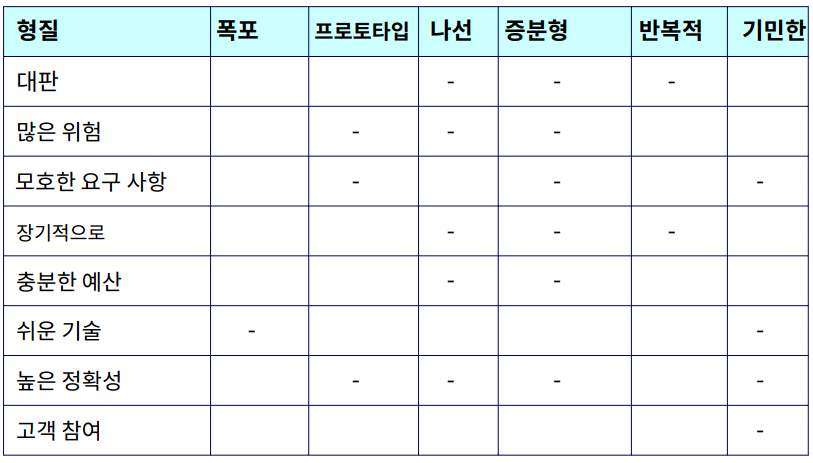 형질 폭포 프로토타입 나선 증분형 반복적 기민한
대판 - - -
많은 위험 - - -
모호한 요구 사항 - - -
장기적으로 - - -
충분한 예산 - -
쉬운 기술 - -
높은 정확성 - - - -
고객 참여 -